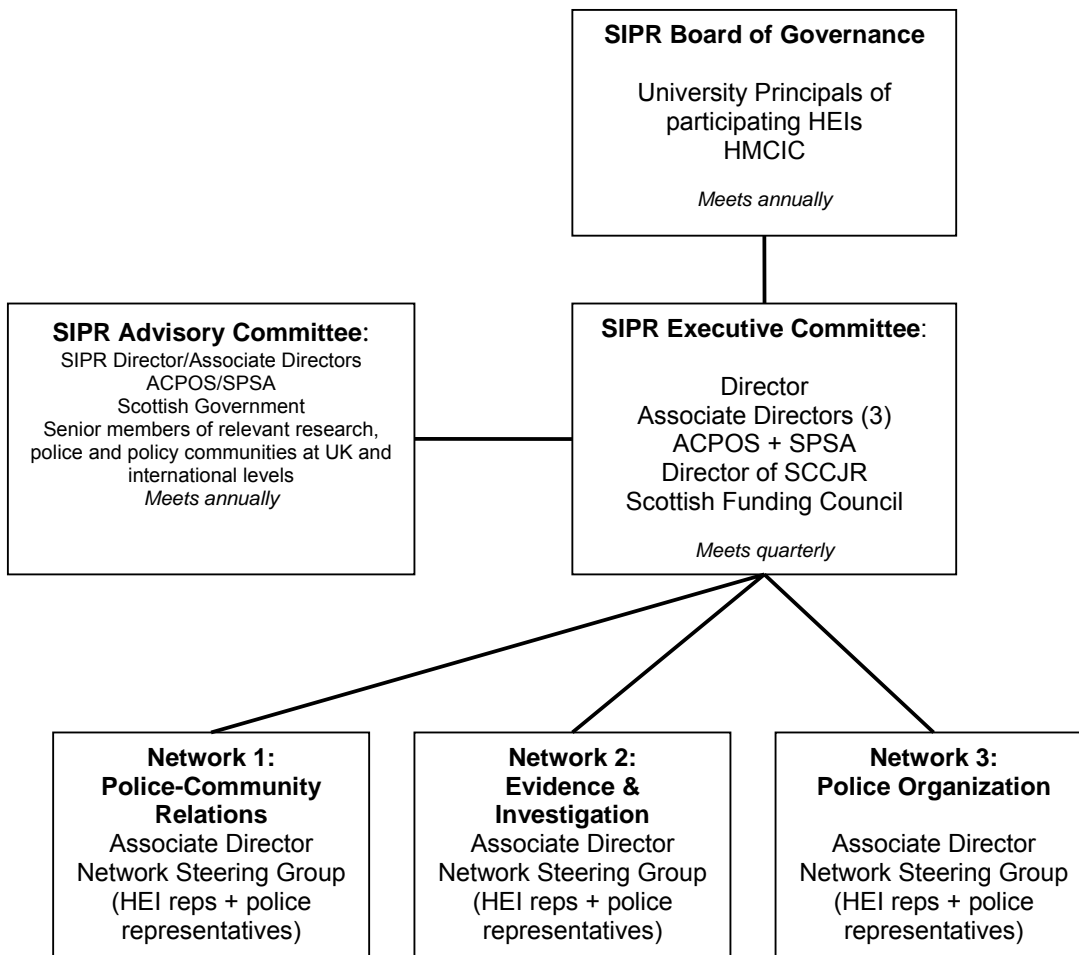 SIPR Board of Governance
University Principals of
participating HEIs
HMCIC
Meets annually
SIPR Advisory Committee:
SIPR Director/Associate Directors
ACPOS/SPSA
Scottish Government
Senior members of relevant research,
police and policy communities at UK and
international levels
Meets annually
SIPR Executive Committee:
Director
Associate Directors (3)
ACPOS + SPSA
Director of SCCJR
Scottish Funding Council
Meets quarterly
Network 1:
Police-Community
Relations
Associate Director
Network Steering Group
(HEI reps + police
representatives)
Network 2:
Evidence &
Investigation
Associate Director
Network Steering Group
(HEI reps + police
representatives)
Network 3:
Police Organization
Associate Director
Network Steering Group
(HEI reps + police
representatives)